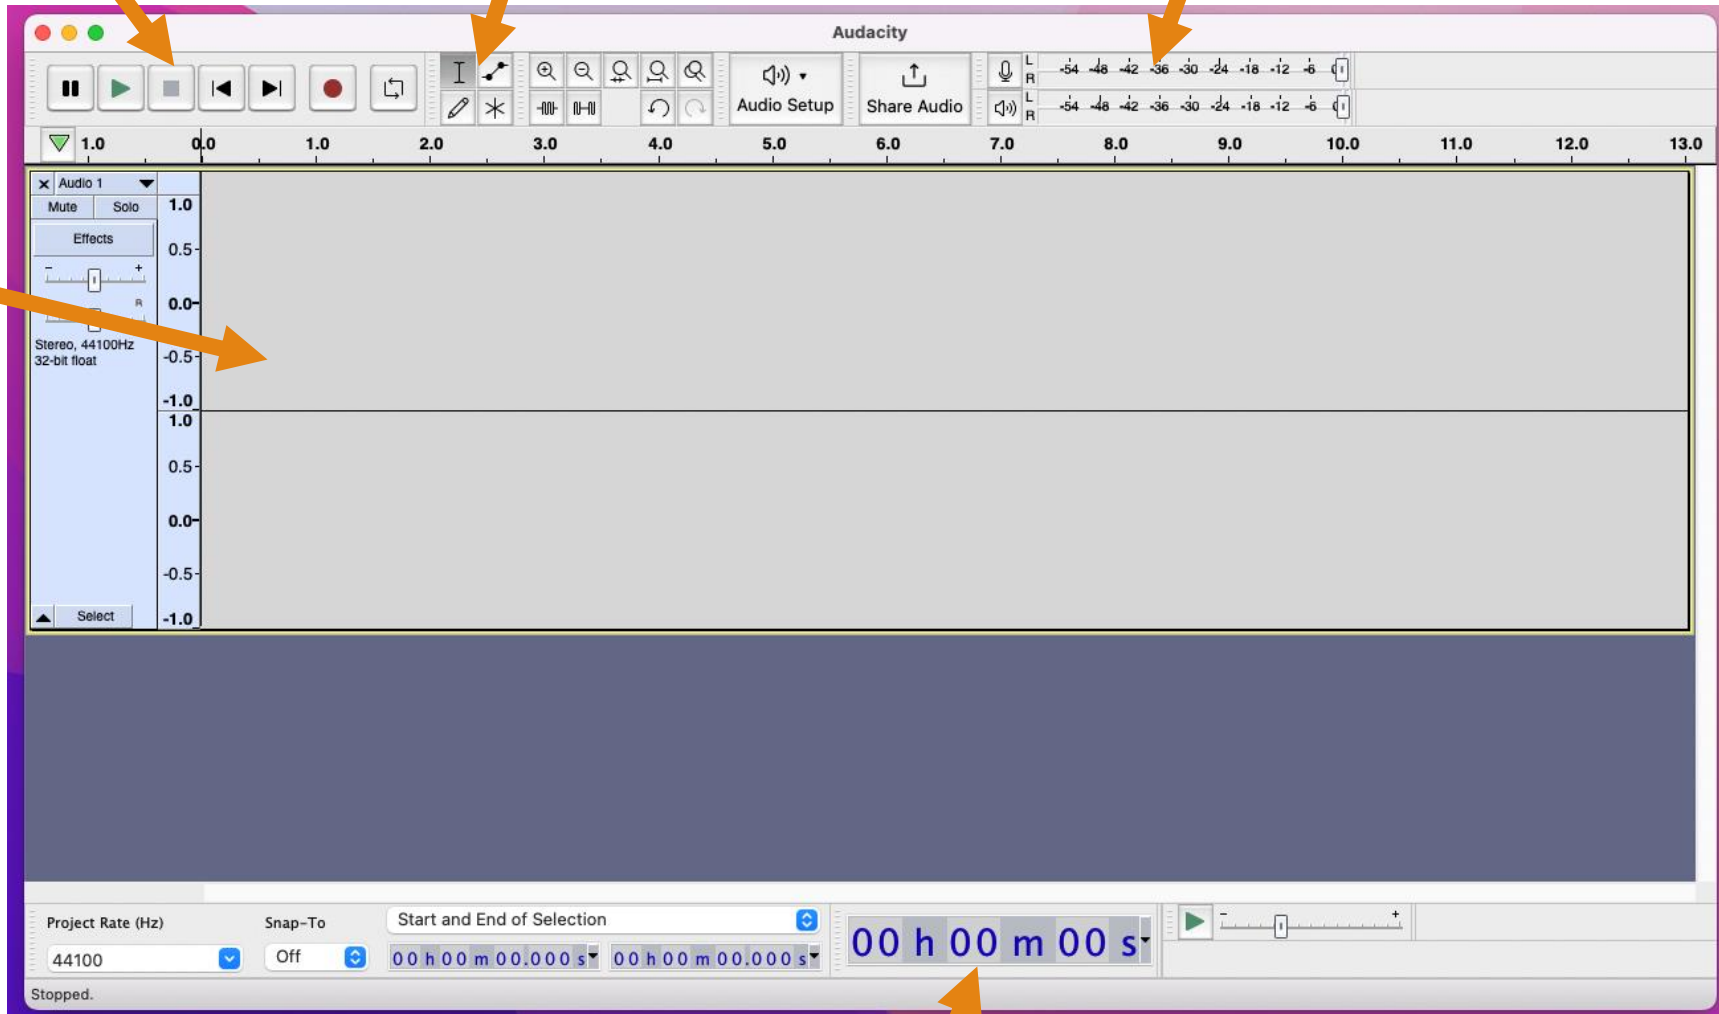 Audacity
Audio Setup
Share Audio
L
R
-54 -48 -42 -36 -30 -24 -18 -12 -6
L
R
-54 -48 -42 -36 -30 -24 -18 -12 -6
1.0 0.0 1.0 2.0 3.0 4.0 5.0 6.0 7.0 8.0 9.0 10.0 11.0 12.0 13.0
x Audio 1
Mute Solo
Effects
- +
R
Stereo, 44100Hz
32-bit float
Select
1.0
0.5
0.0
-0.5
-1.0
1.0
0.5
0.0
-0.5
-1.0
Project Rate (Hz)
44100
Snap-To
Off
Start and End of Selection
00 h 00 m 00.000 s 00 h 00 m 00.000 s
00 h 00 m 00 s
- +
Stopped.